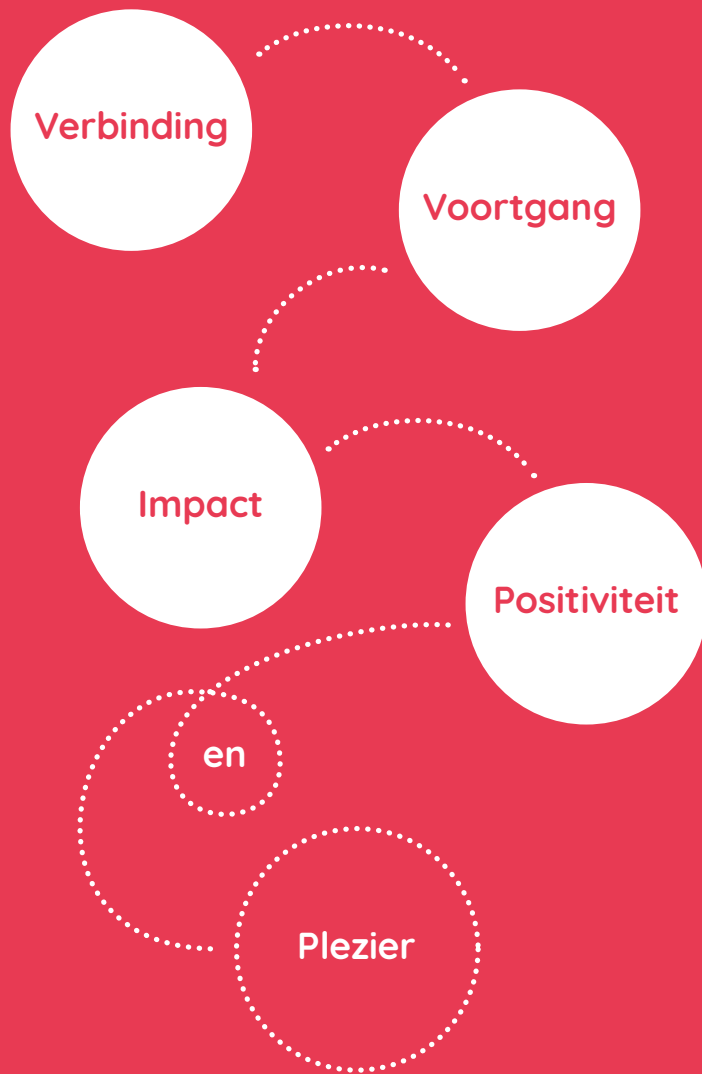 Verbinding
Voortgang
Impact
Positiviteit
en
Plezier